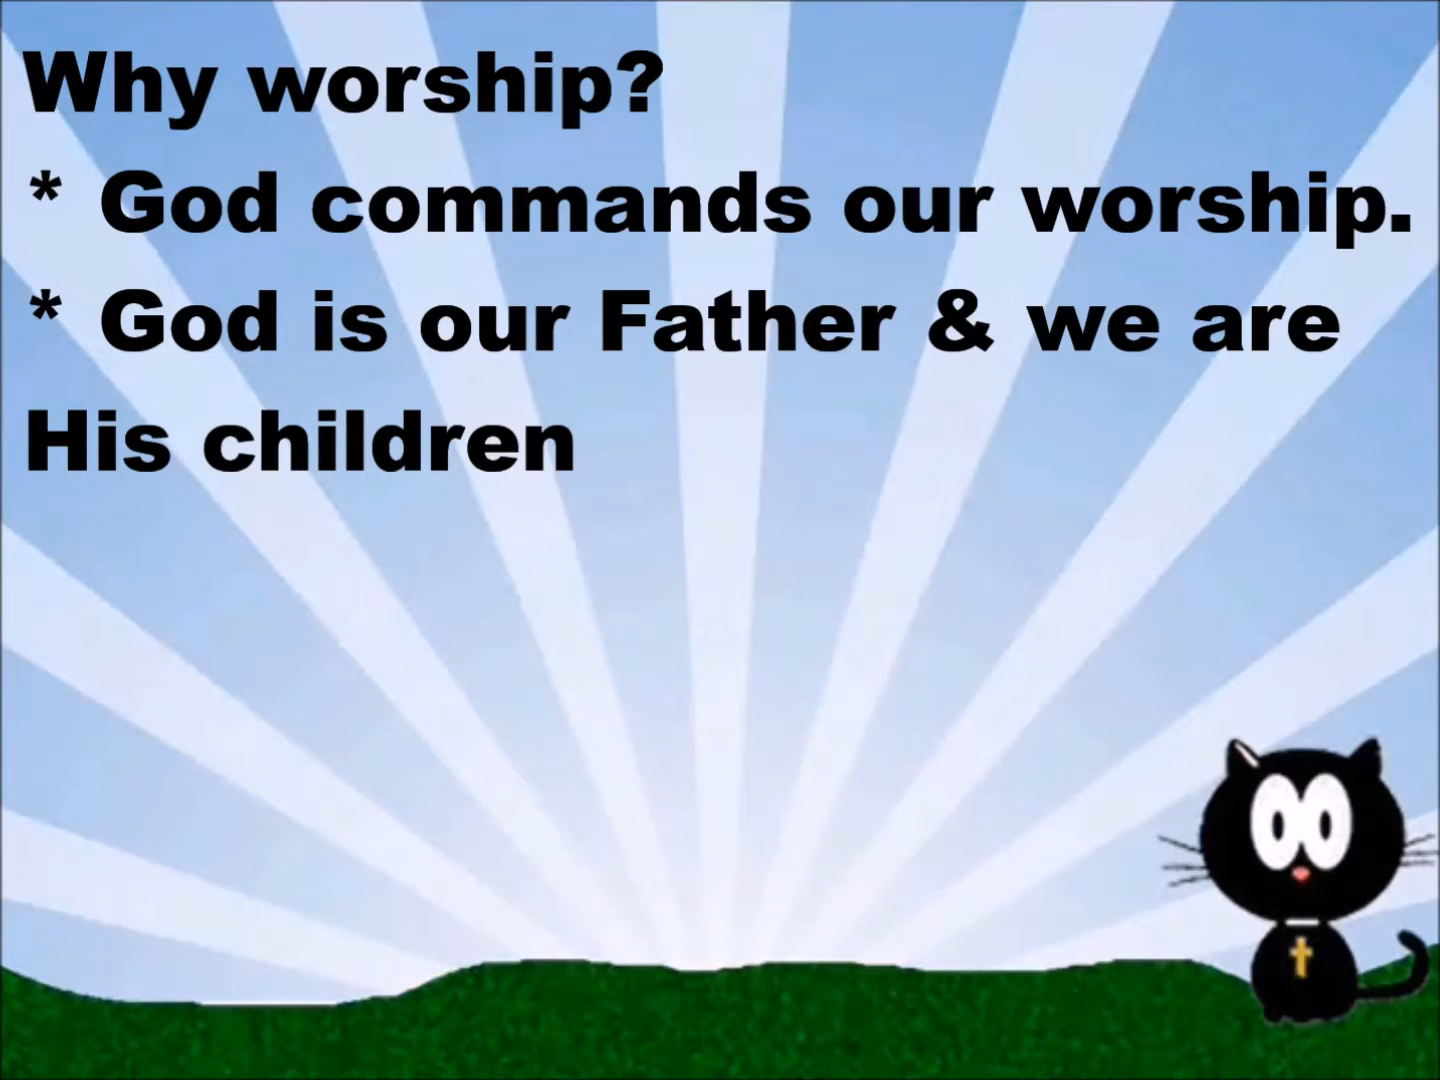 Why worship?
* God commands our worship.
* God is our Father & we are
His children